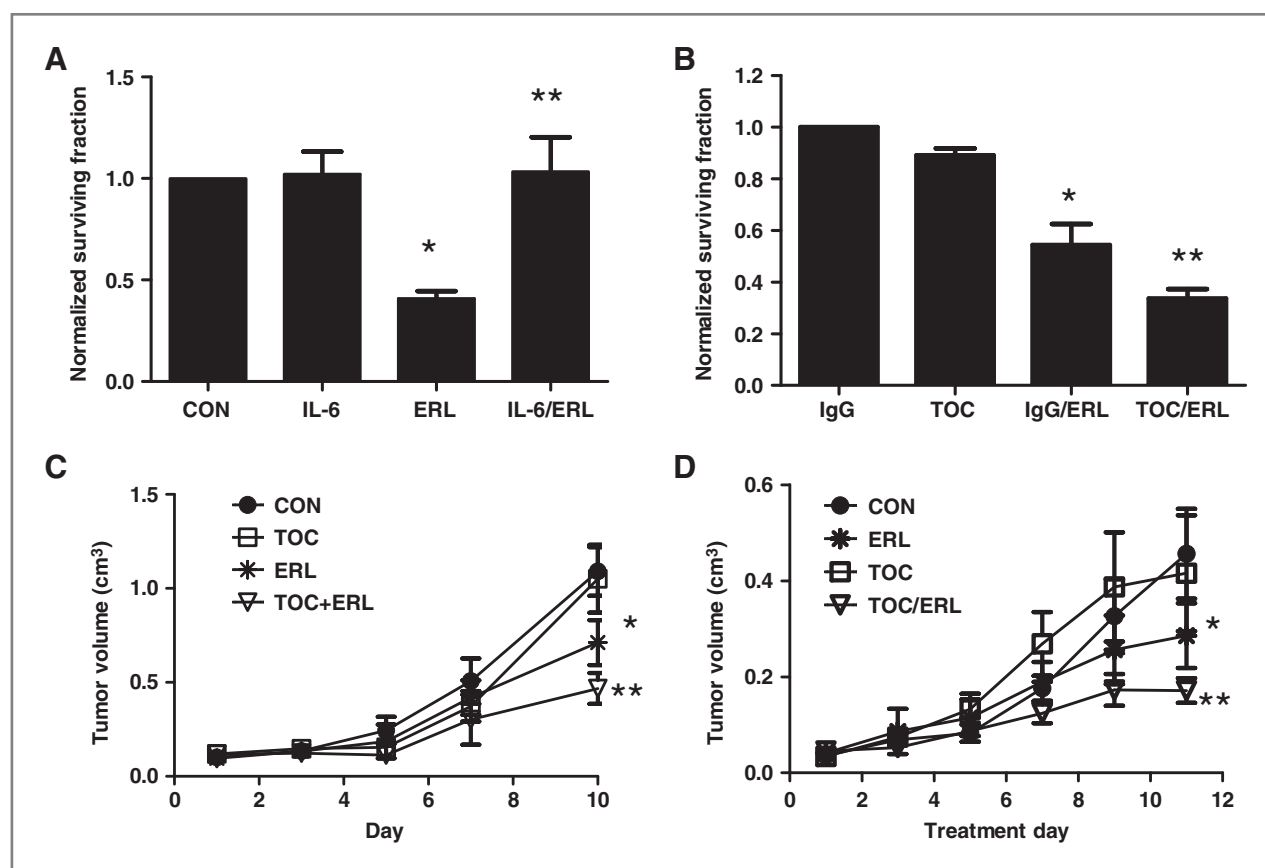 A
Normalized surviving fraction
1.5
1.0
0.5
0.0
*
**
CON IL-6 ERL IL-6/ERL
B
Normalized surviving fraction
1.2
1.0
0.8
0.6
0.4
0.2
0.0
*
**
IgG TOC IgG/ERL TOC/ERL
C
Tumor volume (cm³)
1.5
1.0
0.5
0.0
CON
TOC
ERL
TOC+ERL
*
**
0 2 4 6 8 10
Day
D
Tumor volume (cm³)
0.6
0.4
0.2
0.0
CON
ERL
TOC
TOC/ERL
*
**
0 2 4 6 8 10 12
Treatment day